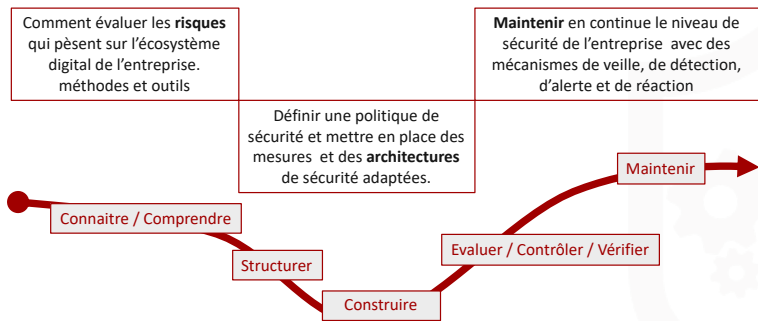 Comment évaluer les risques
qui pèsent sur l'écosystème
digital de l'entreprise.
méthodes et outils
Maintenir en continue le niveau de
sécurité de l'entreprise avec des
mécanismes de veille, de détection,
d'alerte et de réaction
Définir une politique de
sécurité et mettre en place des
mesures et des architectures
de sécurité adaptées.
Connaitre / Comprendre
Structurer
Construire
Evaluer / Contrôler / Vérifier
Maintenir